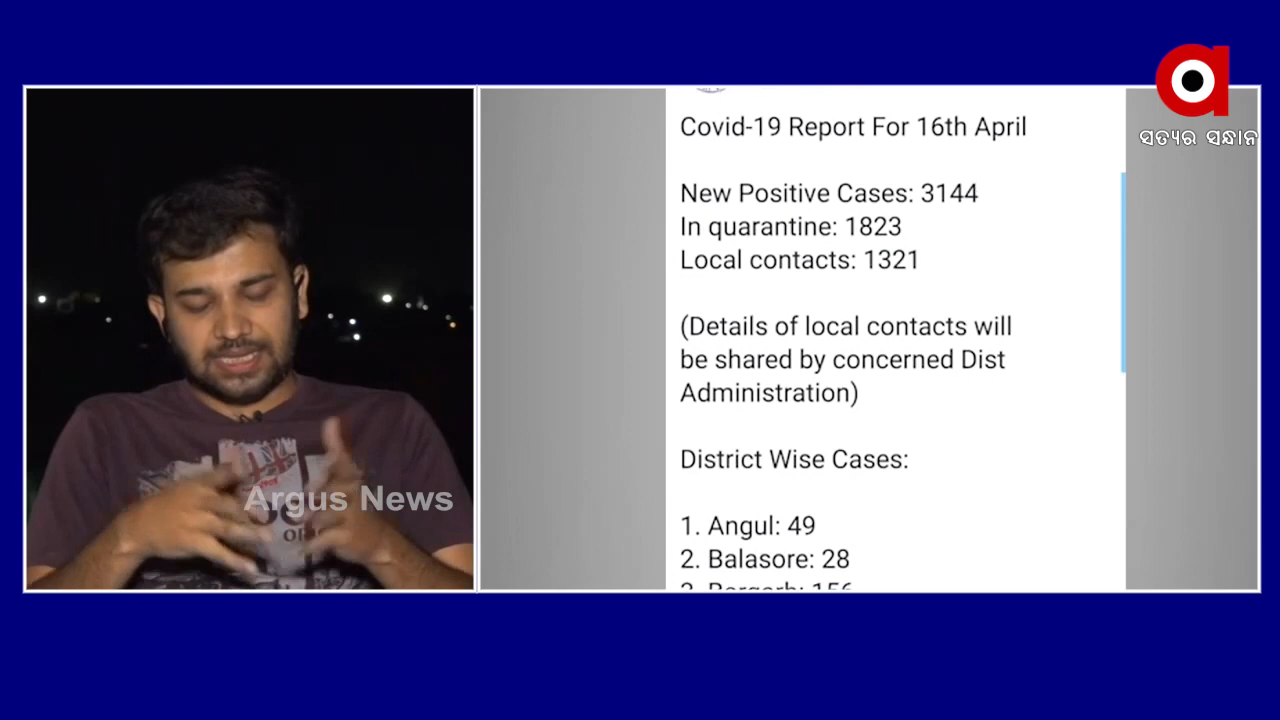 ସତ୍ୟର ସନ୍ଧାନ
Covid-19 Report For 16th April
New Positive Cases: 3144
In quarantine: 1823
Local contacts: 1321
(Details of local contacts will
be shared by concerned Dist
Administration)
District Wise Cases:
1. Angul: 49
2. Balasore: 28
Argus News